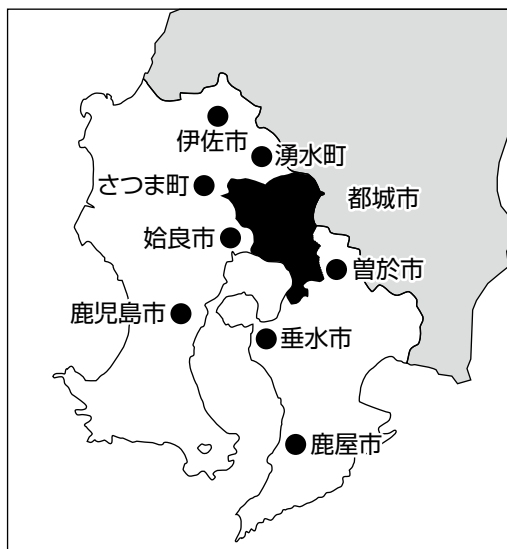 伊佐市
湧水町
さつま町
都城市
姶良市
曽於市
鹿児島市
垂水市
鹿屋市